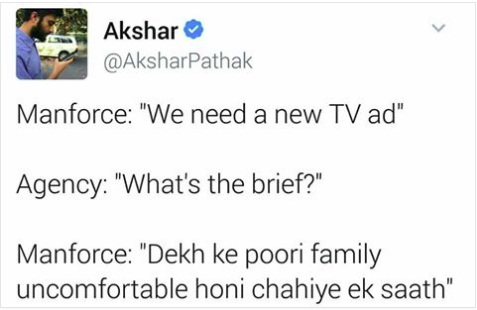 Akshar
@AksharPathak
Manforce: "We need a new TV ad"
Agency: "What's the brief?"
Manforce: "Dekh ke poori family
uncomfortable honi chahiye ek saath"